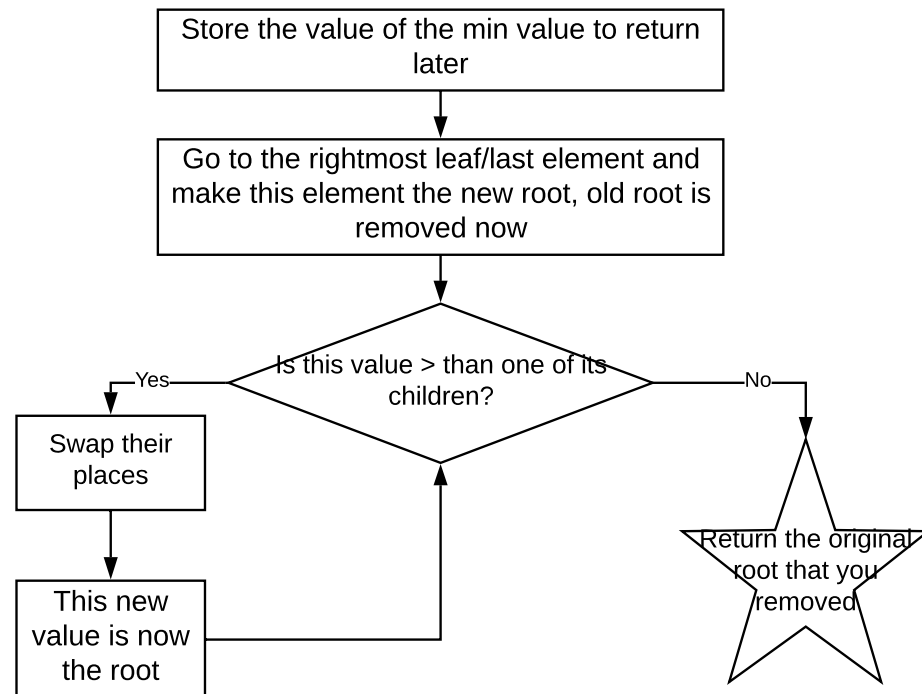 Store the value of the min value to return
later
Go to the rightmost leaf/last element and
make this element the new root, old root is
removed now
Is this value > than one of its
children?
Yes
No
Swap their
places
Return the original
root that you
removed
This new
value is now
the root